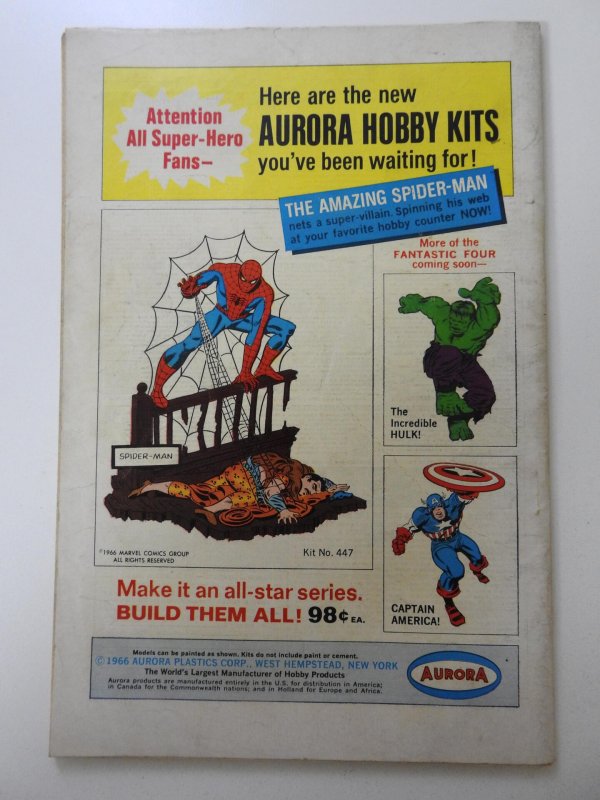 Attention
All Super-Hero
Fans—
Here are the new
AURORA HOBBY KITS
you've been waiting for!
THE AMAZING SPIDER-MAN
nets a super-villain. Spinning his web
at your favorite hobby counter NOW!
More of the
FANTASTIC FOUR
coming soon—
SPIDER-MAN
The
Incredible
HULK!
©1966 MARVEL COMICS GROUP
ALL RIGHTS RESERVED
Kit No. 447
CAPTAIN
AMERICA!
Make it an all-star series.
BUILD THEM ALL! 98¢ EA.
Models can be painted as shown. Kits do not include paint or cement.
© 1966 AURORA PLASTICS CORP., WEST HEMPSTEAD, NEW YORK
The World's Largest Manufacturer of Hobby Products
Aurora products are manufactured entirely in the U.S. for distribution in America;
in Canada for the Commonwealth nations; and in Holland for Europe and Africa.
AURORA